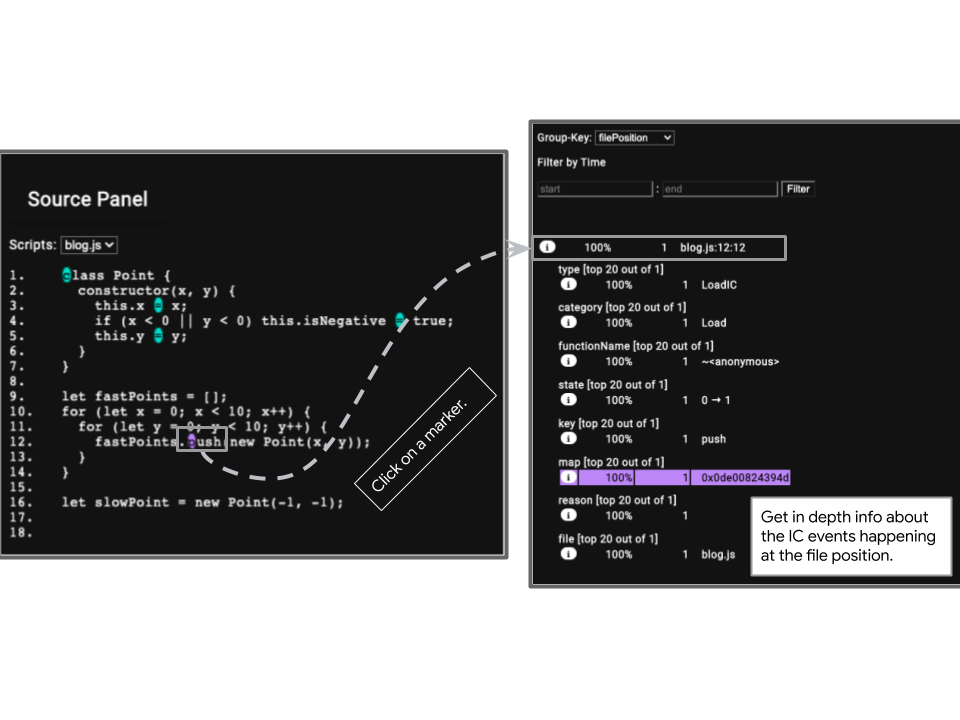 Source Panel
Scripts: blog.js
1. class Point {
2. constructor(x, y) {
3. this.x = x;
4. if (x < 0 || y < 0) this.isNegative = true;
5. this.y = y;
6. }
7. }
8.
9. let fastPoints = [];
10. for (let x = 0; x < 10; x++) {
11. for (let y = 0; y < 10; y++) {
12. fastPoints.push(new Point(x, y));
13. }
14. }
15.
16. let slowPoint = new Point(-1, -1);
17.
18.
Click on a marker.
Group-Key: filePosition
Filter by Time
start : end Filter
i 100% 1 blog.js:12:12
type [top 20 out of 1]
i 100% 1 LoadIC
category [top 20 out of 1]
i 100% 1 Load
functionName [top 20 out of 1]
i 100% 1 ~<anonymous>
state [top 20 out of 1]
i 100% 1 0 → 1
key [top 20 out of 1]
i 100% 1 push
map [top 20 out of 1]
i 100% 1 0x0de00824394d
reason [top 20 out of 1]
i 100% 1
file [top 20 out of 1]
i 100% 1 blog.js
Get in depth info about
the IC events happening
at the file position.